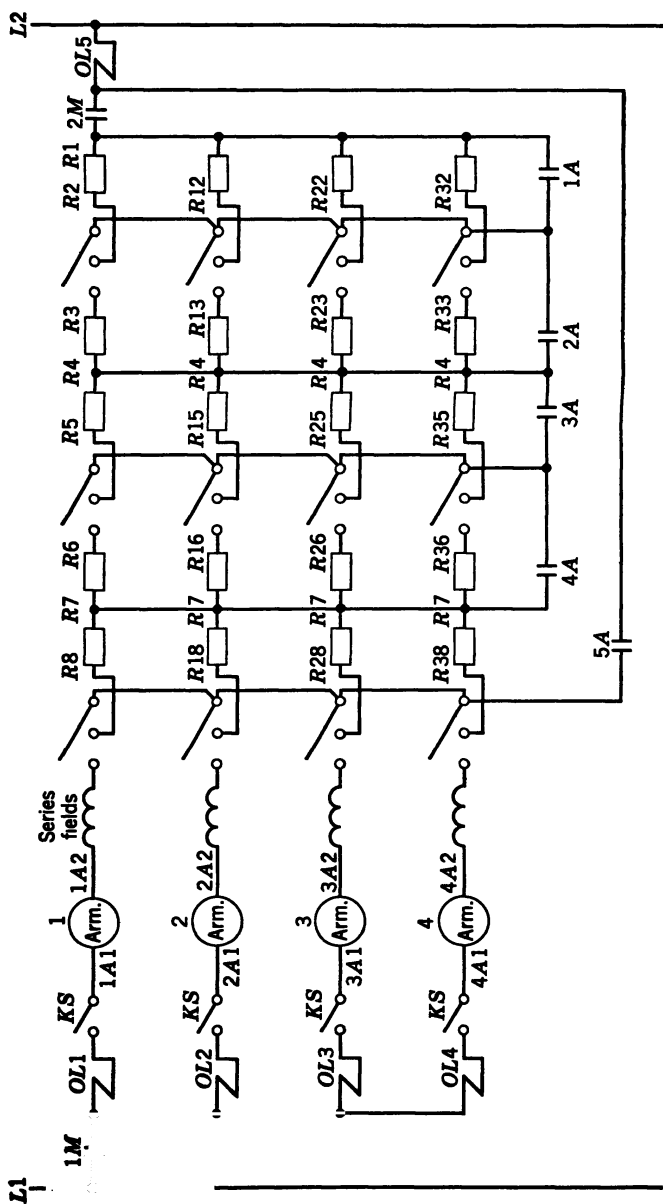 L1 L2
1M OL1 KS 1 Series fields R8 R7 R6 R5 R4 R3 R2 R1 2M OL5
Arm.
1A1 1A2
OL2 KS 2 R18 R7 R16 R15 R4 R13 R12
Arm.
2A1 2A2
OL3 KS 3 R28 R7 R26 R25 R4 R23 R22
Arm.
3A1 3A2
OL4 KS 4 R38 R7 R36 R35 R4 R33 R32
Arm.
4A1 4A2
4A 3A 2A 1A
5A